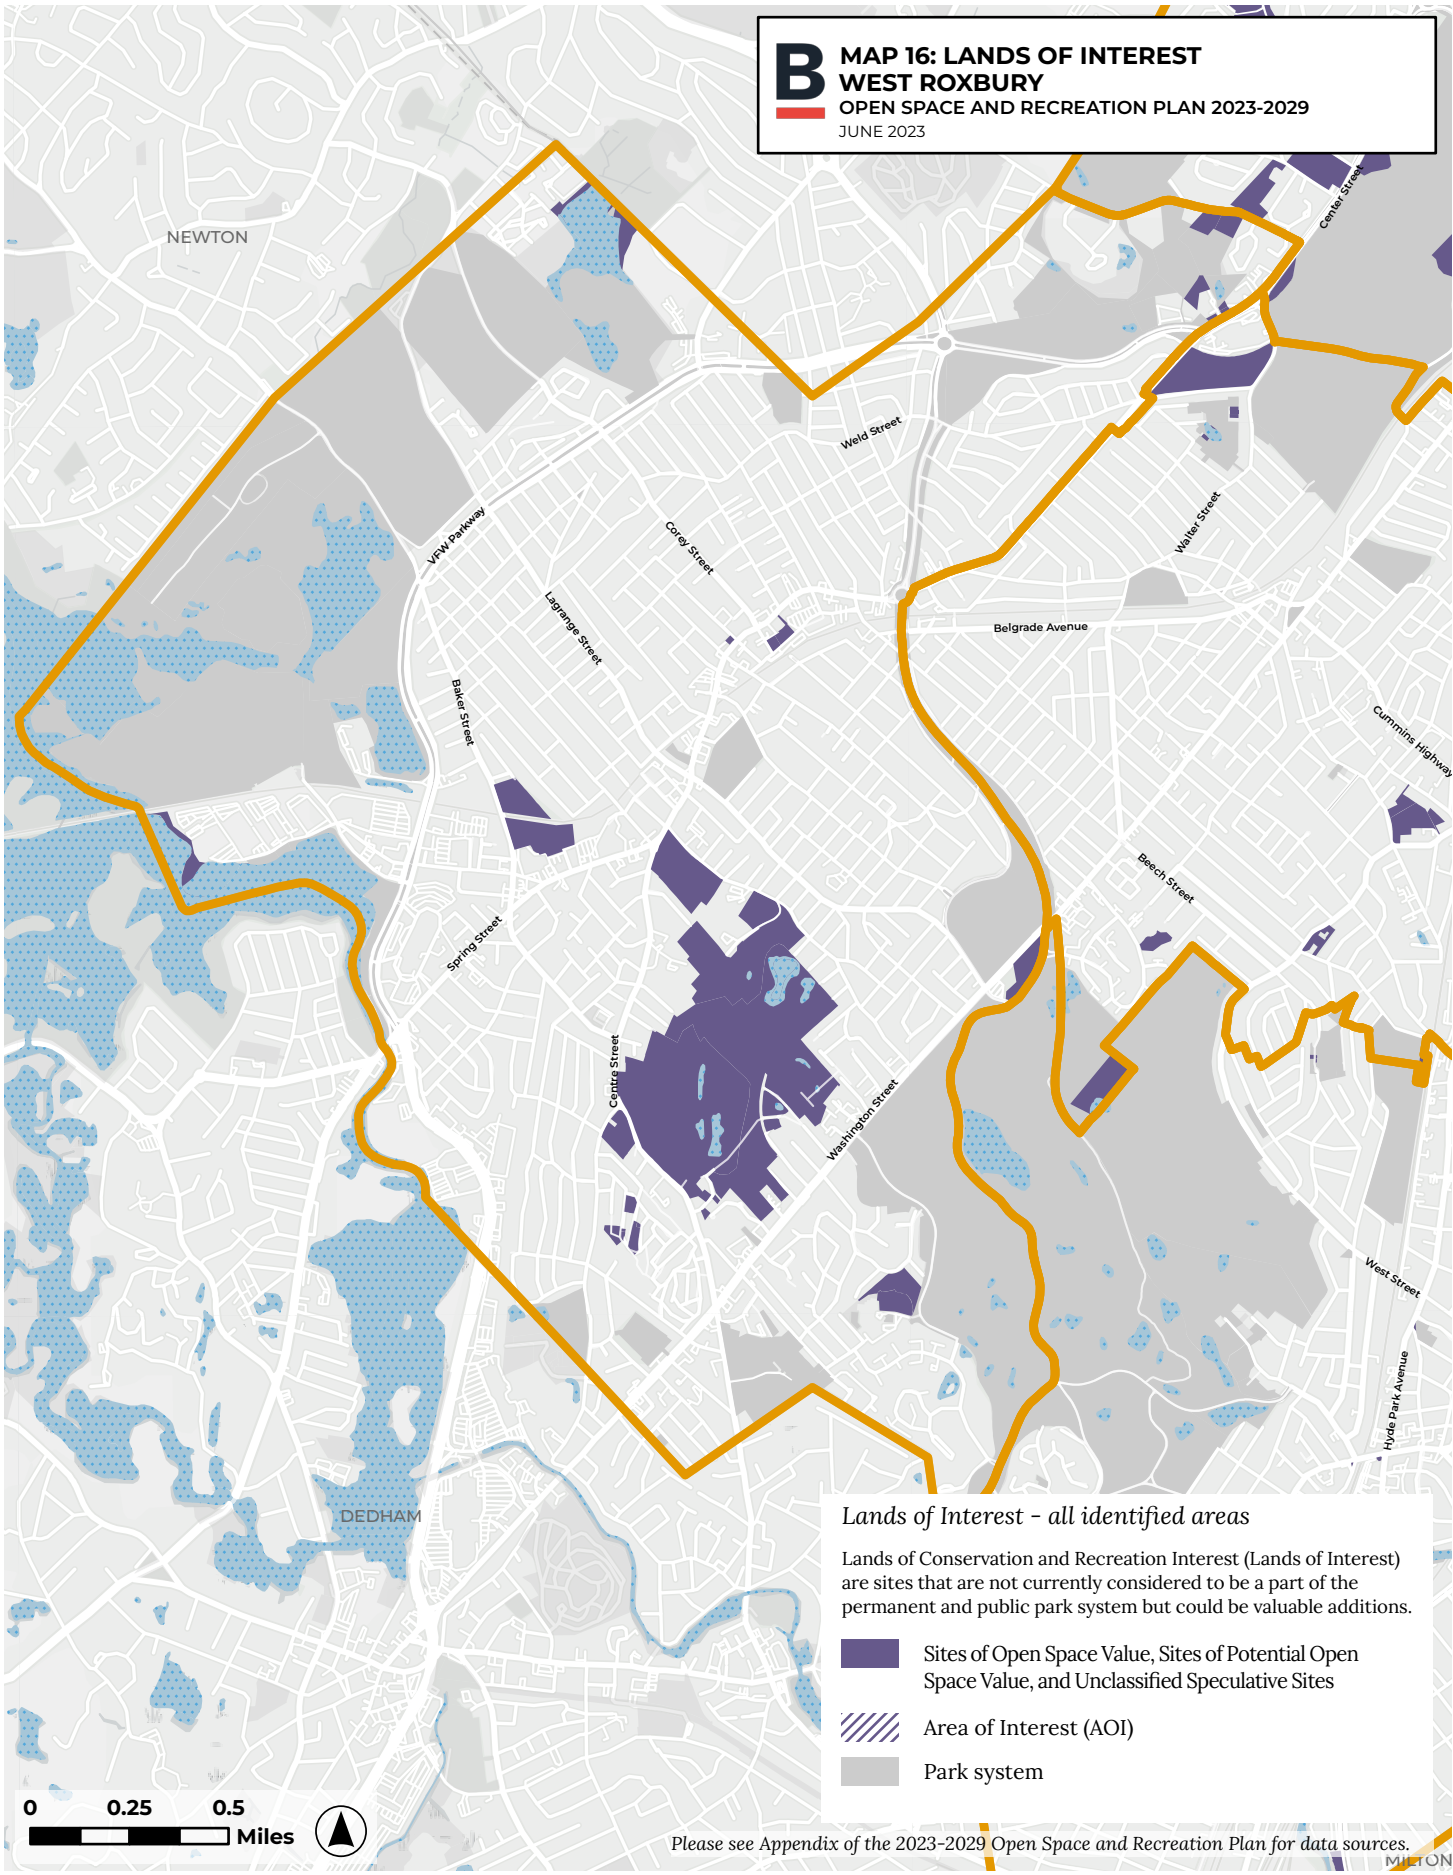 B
MAP 16: LANDS OF INTEREST
WEST ROXBURY
OPEN SPACE AND RECREATION PLAN 2023-2029
JUNE 2023
Center Street
NEWTON
Weld Street
VFW Parkway
Corey Street
Walter Street
Lagrange Street
Belgrade Avenue
Baker Street
Cummins Highway
Beech Street
Spring Street
Centre Street
Washington Street
West Street
Hyde Park Avenue
DEDHAM
Lands of Interest - all identified areas
Lands of Conservation and Recreation Interest (Lands of Interest)
are sites that are not currently considered to be a part of the
permanent and public park system but could be valuable additions.
Sites of Open Space Value, Sites of Potential Open
Space Value, and Unclassified Speculative Sites
Area of Interest (AOI)
Park system
0 0.25 0.5
Miles
Please see Appendix of the 2023-2029 Open Space and Recreation Plan for data sources.
MILTON